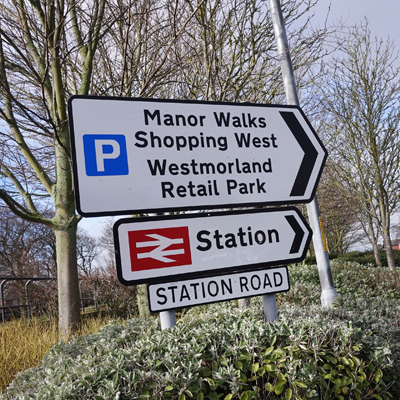 Manor Walks
Shopping West
P
Westmorland
Retail Park
Station
STATION ROAD